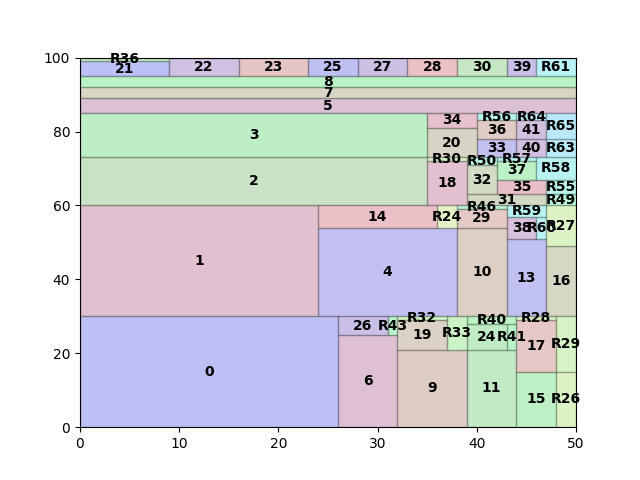 100
R36
21 22 23 25 27 28 30 39 R61
8
7
5
34 R56 R64
3 36 41 R65
80
20 33 40 R63
R30 R50 R57
2 18 32 37 R58
35 R55
31 R49
60
R46
1 14 R24 29 R59 R27
38
4 10 13 16
40
R32 R40 R28
26 R43 19 R33 24 R41 17 R29
20
0 6 9 11 15 R26
0
0 10 20 30 40 50